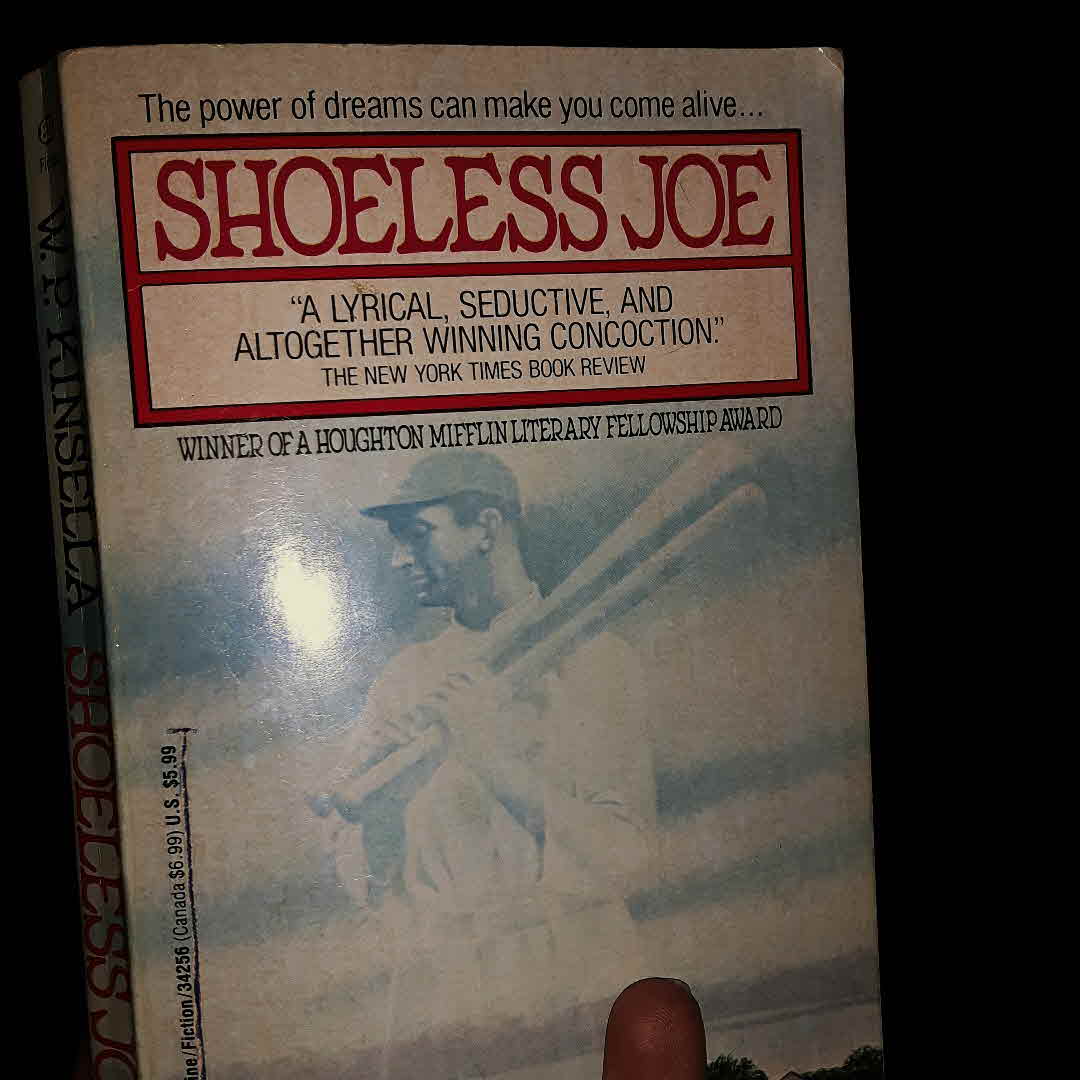 The power of dreams can make you come alive...
SHOELESS JOE
"A LYRICAL, SEDUCTIVE, AND
ALTOGETHER WINNING CONCOCTION."
THE NEW YORK TIMES BOOK REVIEW
WINNER OF A HOUGHTON MIFFLIN LITERARY FELLOWSHIP AWARD
ine/Fiction/34256 (Canada $6.99) U.S. $5.99
W. P. KINSELLA SHOELESS JO